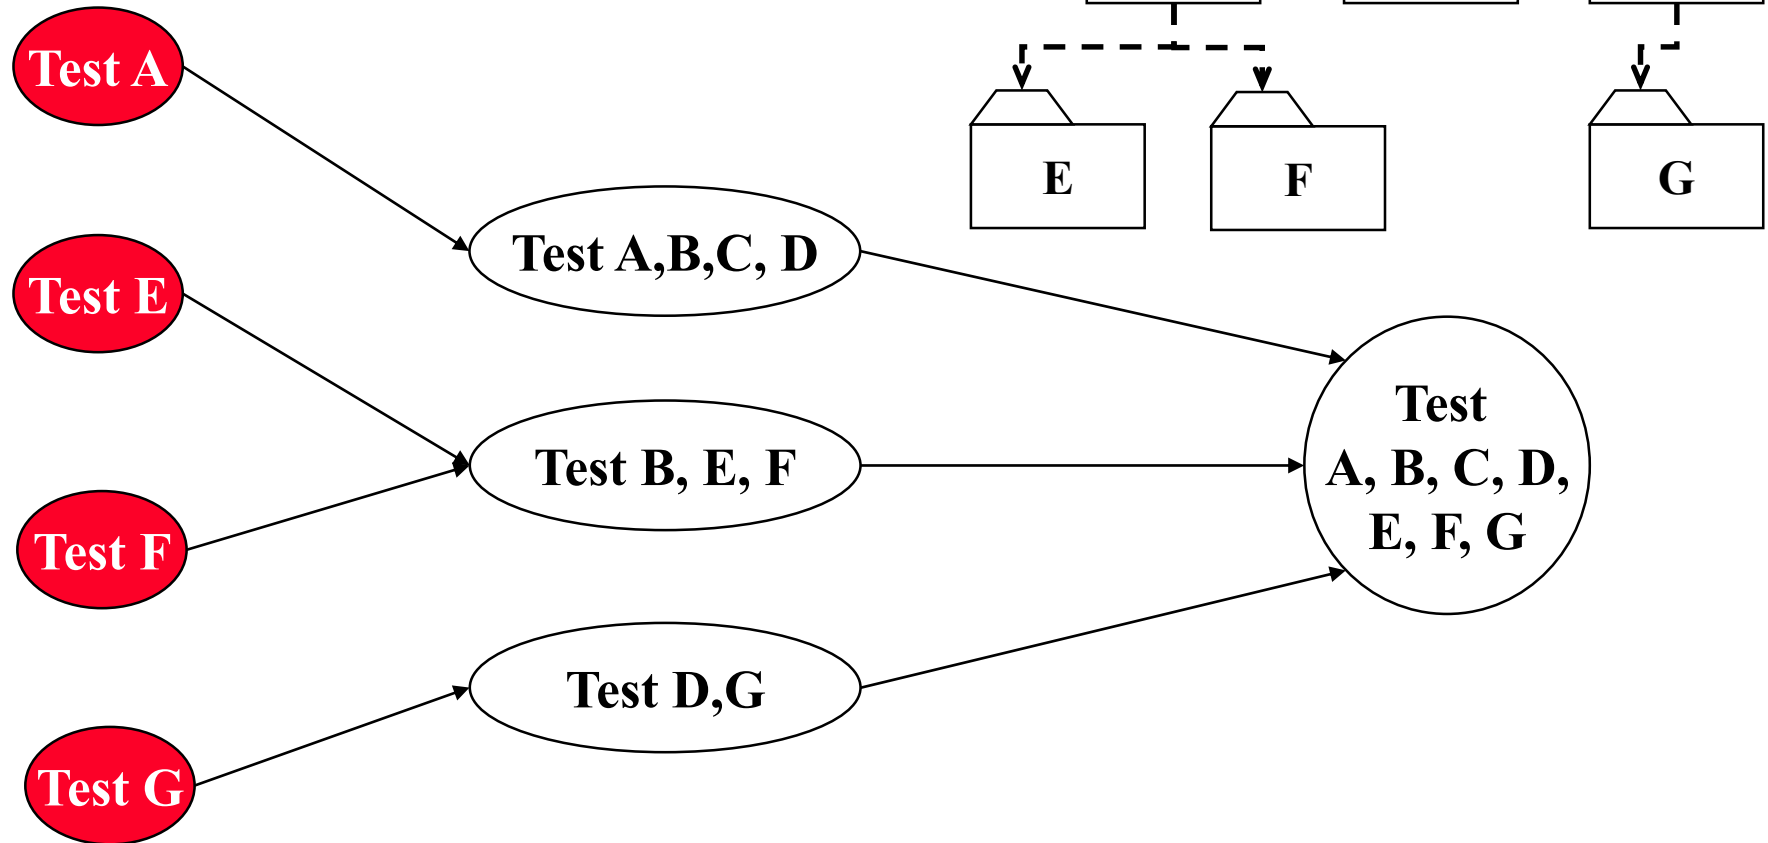 Test A
Test E
Test F
Test G
Test A,B,C, D
Test B, E, F
Test D,G
Test
A, B, C, D,
E, F, G
E
F
G